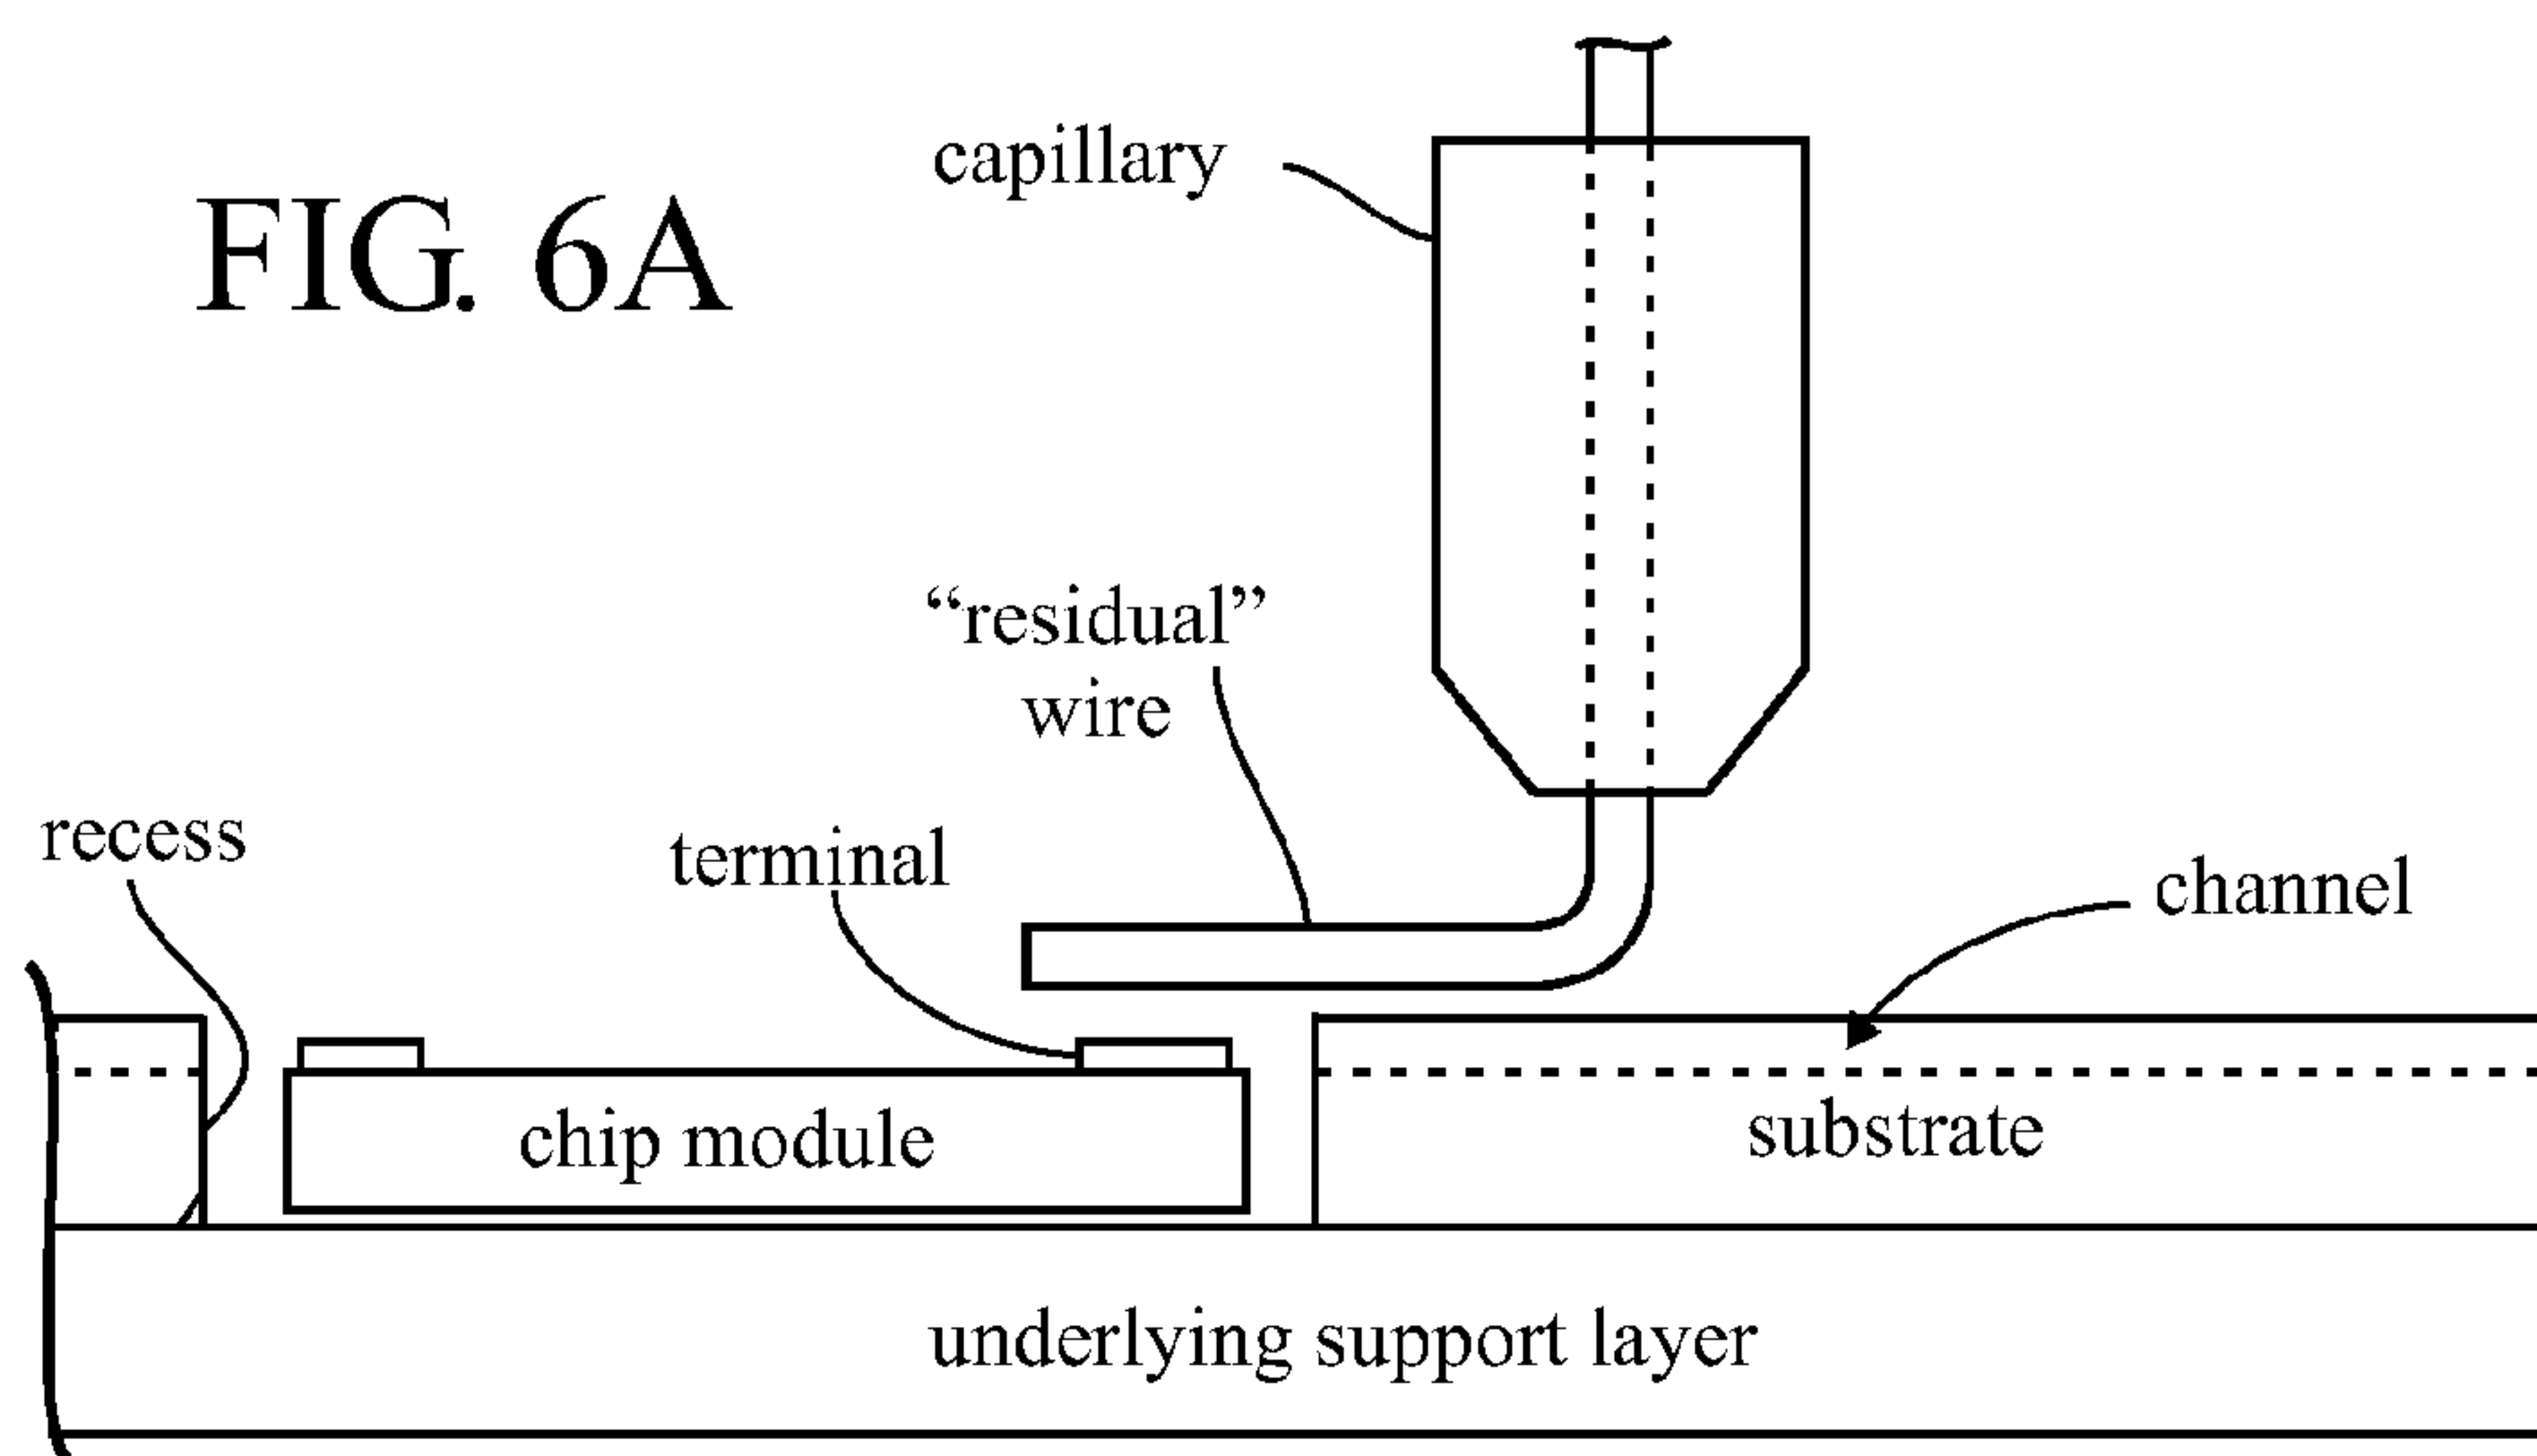 FIG. 6A
capillary
“residual”
wire
recess
terminal
channel
chip module
substrate
underlying support layer